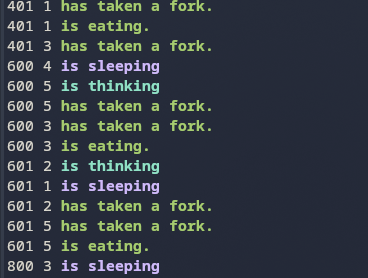 401 1 has taken a fork.
401 1 is eating.
401 3 has taken a fork.
600 4 is sleeping
600 5 is thinking
600 5 has taken a fork.
600 3 has taken a fork.
600 3 is eating.
601 2 is thinking
601 1 is sleeping
601 2 has taken a fork.
601 5 has taken a fork.
601 5 is eating.
800 3 is sleeping